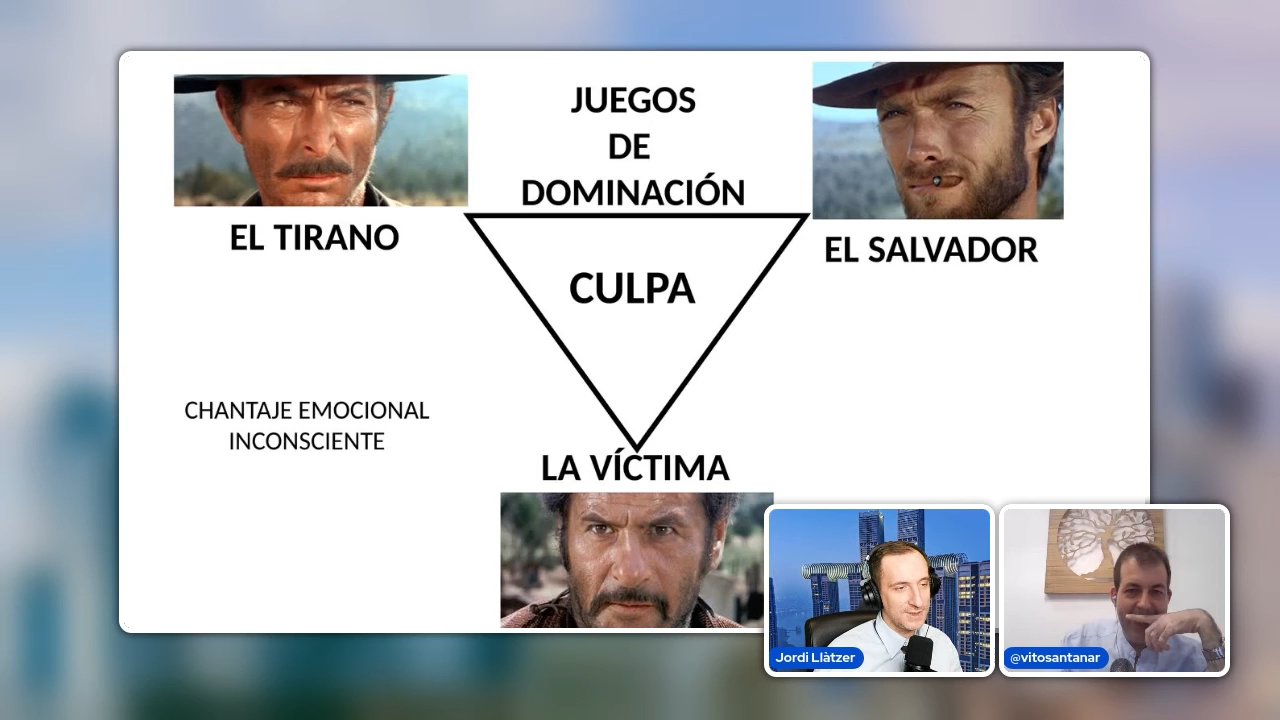 JUEGOS
DE
DOMINACIÓN
EL TIRANO
EL SALVADOR
CULPA
CHANTAJE EMOCIONAL
INCONSCIENTE
LA VÍCTIMA
Jordi Llàtzer
@vitosantanar